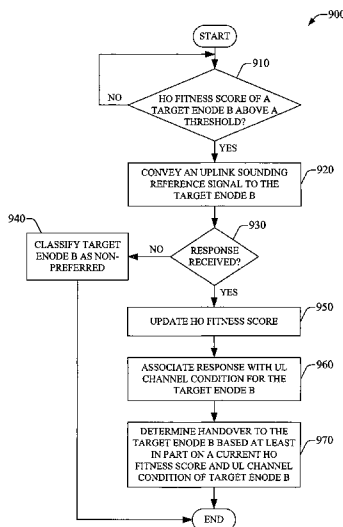 900
START
910
HO FITNESS SCORE OF A
TARGET ENODE B ABOVE A
THRESHOLD?
NO
YES
920
CONVEY AN UPLINK SOUNDING
REFERENCE SIGNAL TO THE
TARGET ENODE B
930
940
CLASSIFY TARGET
ENODE B AS NON-
PREFERRED
NO
RESPONSE
RECEIVED?
YES
950
UPDATE HO FITNESS SCORE
960
ASSOCIATE RESPONSE WITH UL
CHANNEL CONDITION FOR THE
TARGET ENODE B
970
DETERMINE HANDOVER TO THE
TARGET ENODE B BASED AT LEAST
IN PART ON A CURRENT HO
FITNESS SCORE AND UL CHANNEL
CONDITION OF TARGET ENODE B
END